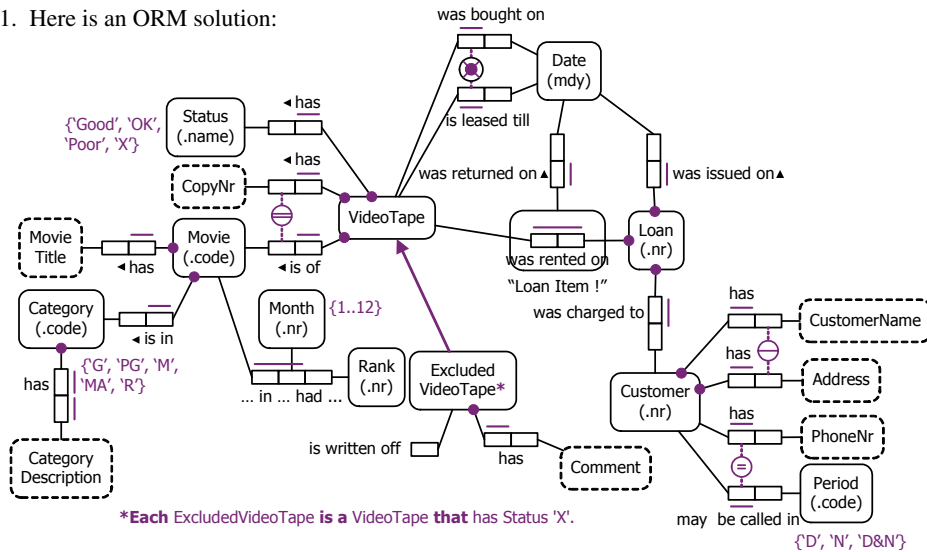 1. Here is an ORM solution:
was bought on
Date
(mdy)
is leased till
{'Good', 'OK',
'Poor', 'X'}
Status
(.name)
◂ has
CopyNr
◂ has
VideoTape
was returned on ▴
was issued on ▴
Movie
Title
◂ has
Movie
(.code)
◂ is of
was rented on
"Loan Item !"
Loan
(.nr)
Category
(.code)
◂ is in
{'G', 'PG', 'M',
'MA', 'R'}
has
Category
Description
Month
(.nr)
{1..12}
... in ... had ...
Rank
(.nr)
Excluded
VideoTape*
is written off
has
Comment
was charged to
Customer
(.nr)
has
CustomerName
has
Address
has
PhoneNr
may be called in
Period
(.code)
{'D', 'N', 'D&N'}
*Each ExcludedVideoTape is a VideoTape that has Status 'X'.